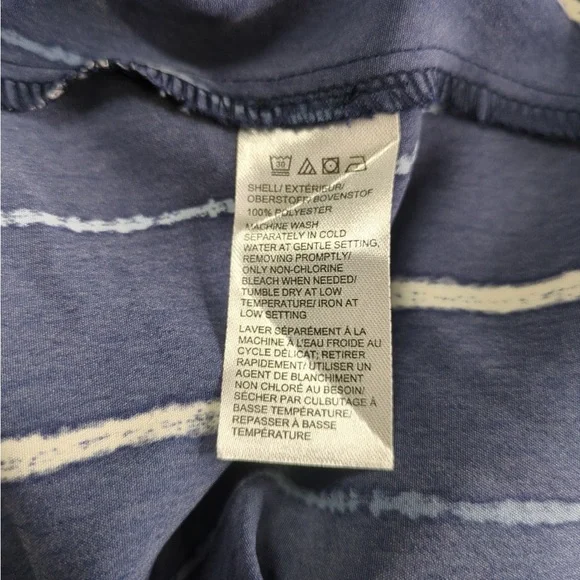 30
SHELL/ EXTÉRIEUR/
OBERSTOFF/ BOVENSTOF
100% POLYESTER
MACHINE WASH
SEPARATELY IN COLD
WATER AT GENTLE SETTING,
REMOVING PROMPTLY/
ONLY NON-CHLORINE
BLEACH WHEN NEEDED/
TUMBLE DRY AT LOW
TEMPERATURE/ IRON AT
LOW SETTING
LAVER SÉPARÉMENT À LA
MACHINE À L'EAU FROIDE AU
CYCLE DÉLICAT; RETIRER
RAPIDEMENT/ UTILISER UN
AGENT DE BLANCHIMENT
NON CHLORÉ AU BESOIN/
SÉCHER PAR CULBUTAGE À
BASSE TEMPÉRATURE/
REPASSER À BASSE
TEMPÉRATURE